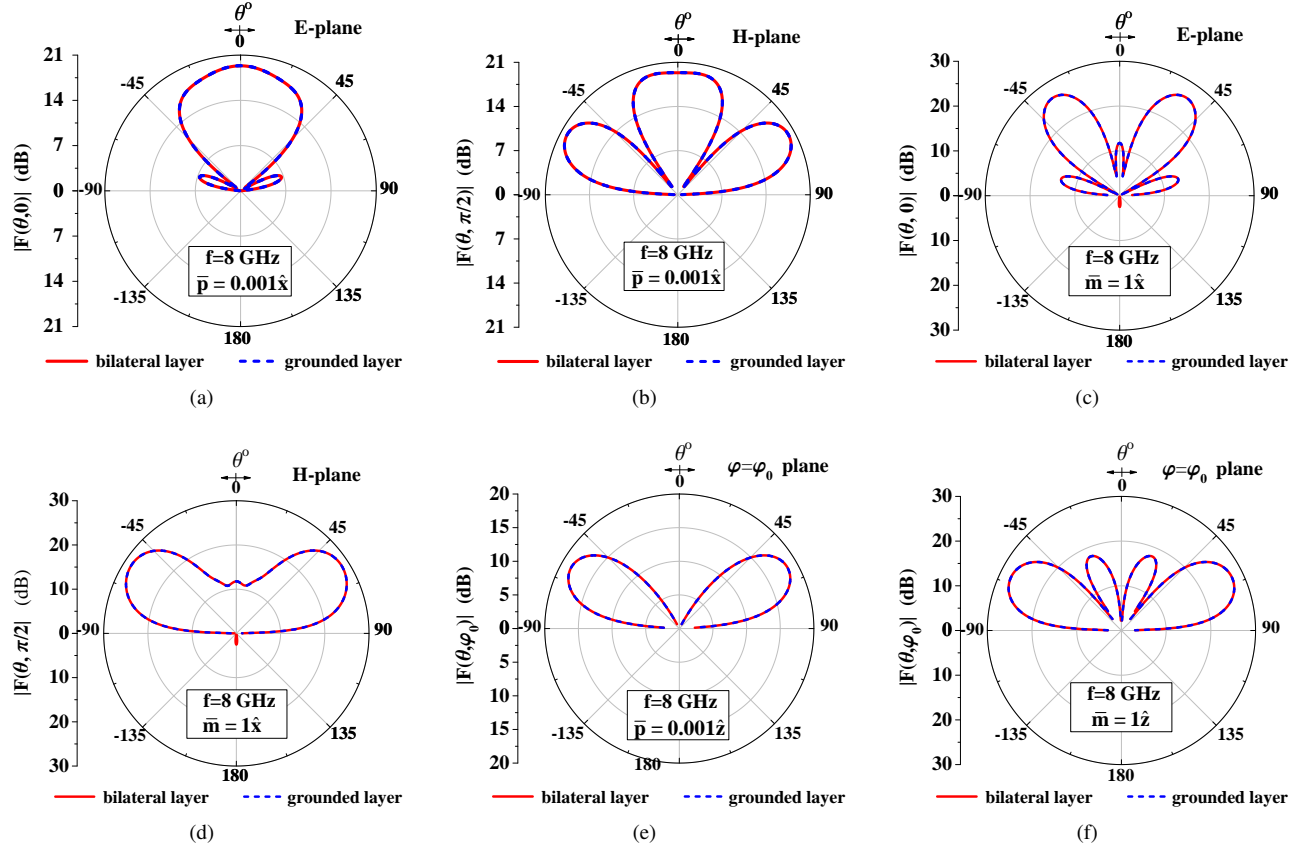 θ° E-plane
0
-45 45
-90 90
-135 135
180
21
14
7
0
7
14
21
|F(θ,0)| (dB)
f=8 GHz
p̅ = 0.001x̂
bilateral layer grounded layer
(a)
θ° H-plane
0
-45 45
-90 90
-135 135
180
21
14
7
0
7
14
21
|F(θ, π/2)| (dB)
f=8 GHz
p̅ = 0.001x̂
bilateral layer grounded layer
(b)
θ° E-plane
0
-45 45
-90 90
-135 135
180
30
20
10
0
10
20
30
|F(θ, 0)| (dB)
f=8 GHz
m̅ = 1x̂
bilateral layer grounded layer
(c)
θ° H-plane
0
-45 45
-90 90
-135 135
180
30
20
10
0
10
20
30
|F(θ, π/2| (dB)
f=8 GHz
m̅ = 1x̂
bilateral layer grounded layer
(d)
θ° φ=φ₀ plane
0
-45 45
-90 90
-135 135
180
20
15
10
5
0
5
10
15
20
|F(θ,φ₀)| (dB)
f=8 GHz
p̅ = 0.001ẑ
bilateral layer grounded layer
(e)
θ° φ=φ₀ plane
0
-45 45
-90 90
-135 135
180
30
20
10
0
10
20
30
|F(θ,φ₀)| (dB)
f=8 GHz
m̅ = 1ẑ
bilateral layer grounded layer
(f)